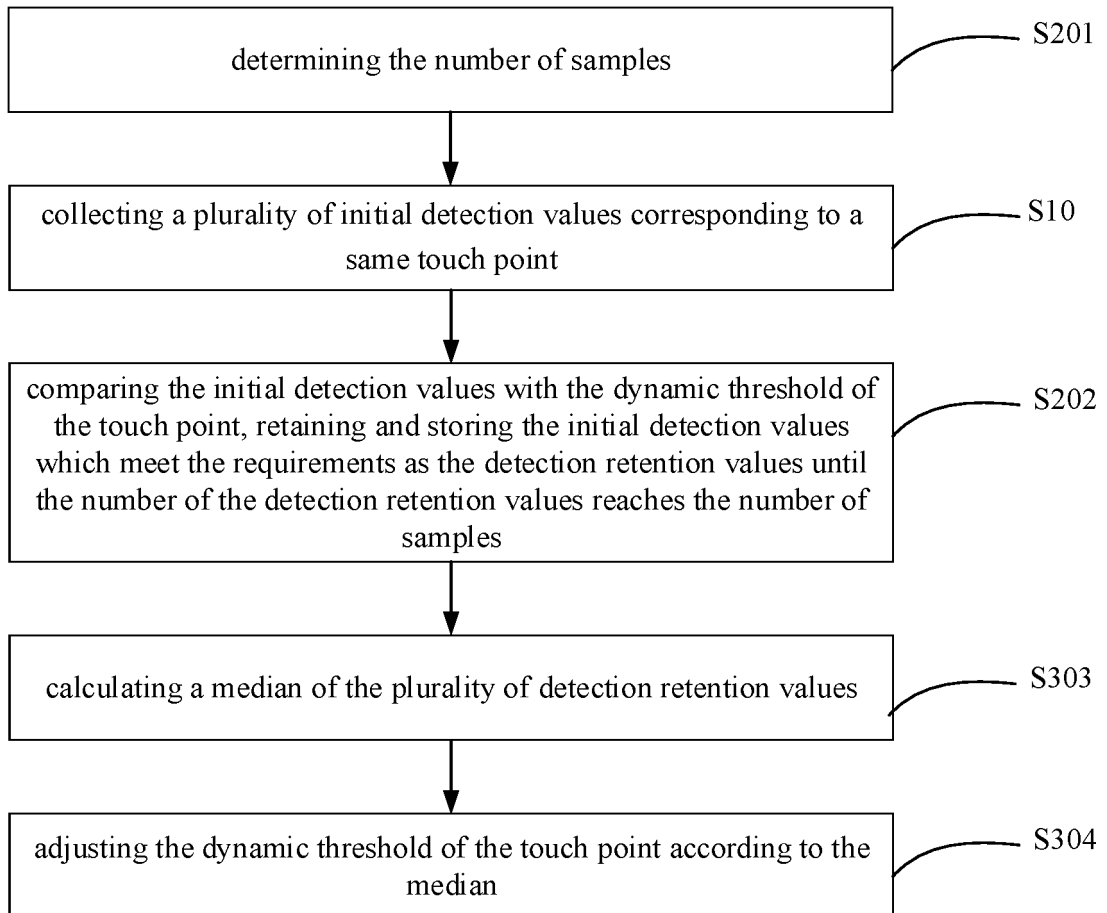 determining the number of samples
S201
collecting a plurality of initial detection values corresponding to a
same touch point
S10
comparing the initial detection values with the dynamic threshold of
the touch point, retaining and storing the initial detection values
which meet the requirements as the detection retention values until
the number of the detection retention values reaches the number of
samples
S202
calculating a median of the plurality of detection retention values
S303
adjusting the dynamic threshold of the touch point according to the
median
S304